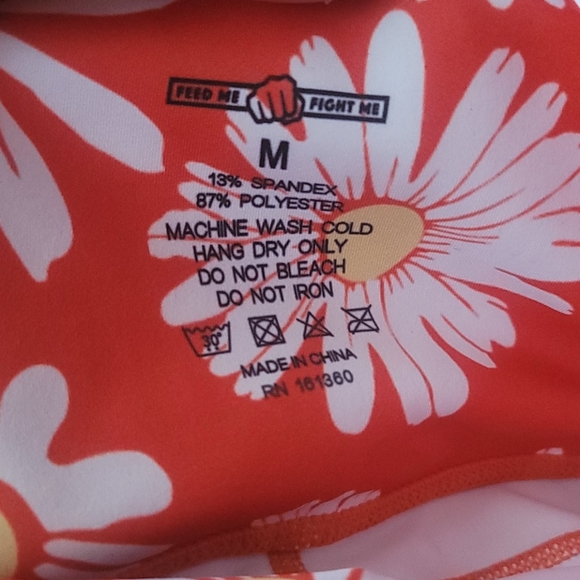 FEED ME FIGHT ME
M
13% SPANDEX
87% POLYESTER
MACHINE WASH COLD
HANG DRY ONLY
DO NOT BLEACH
DO NOT IRON
30°
MADE IN CHINA
RN 161360